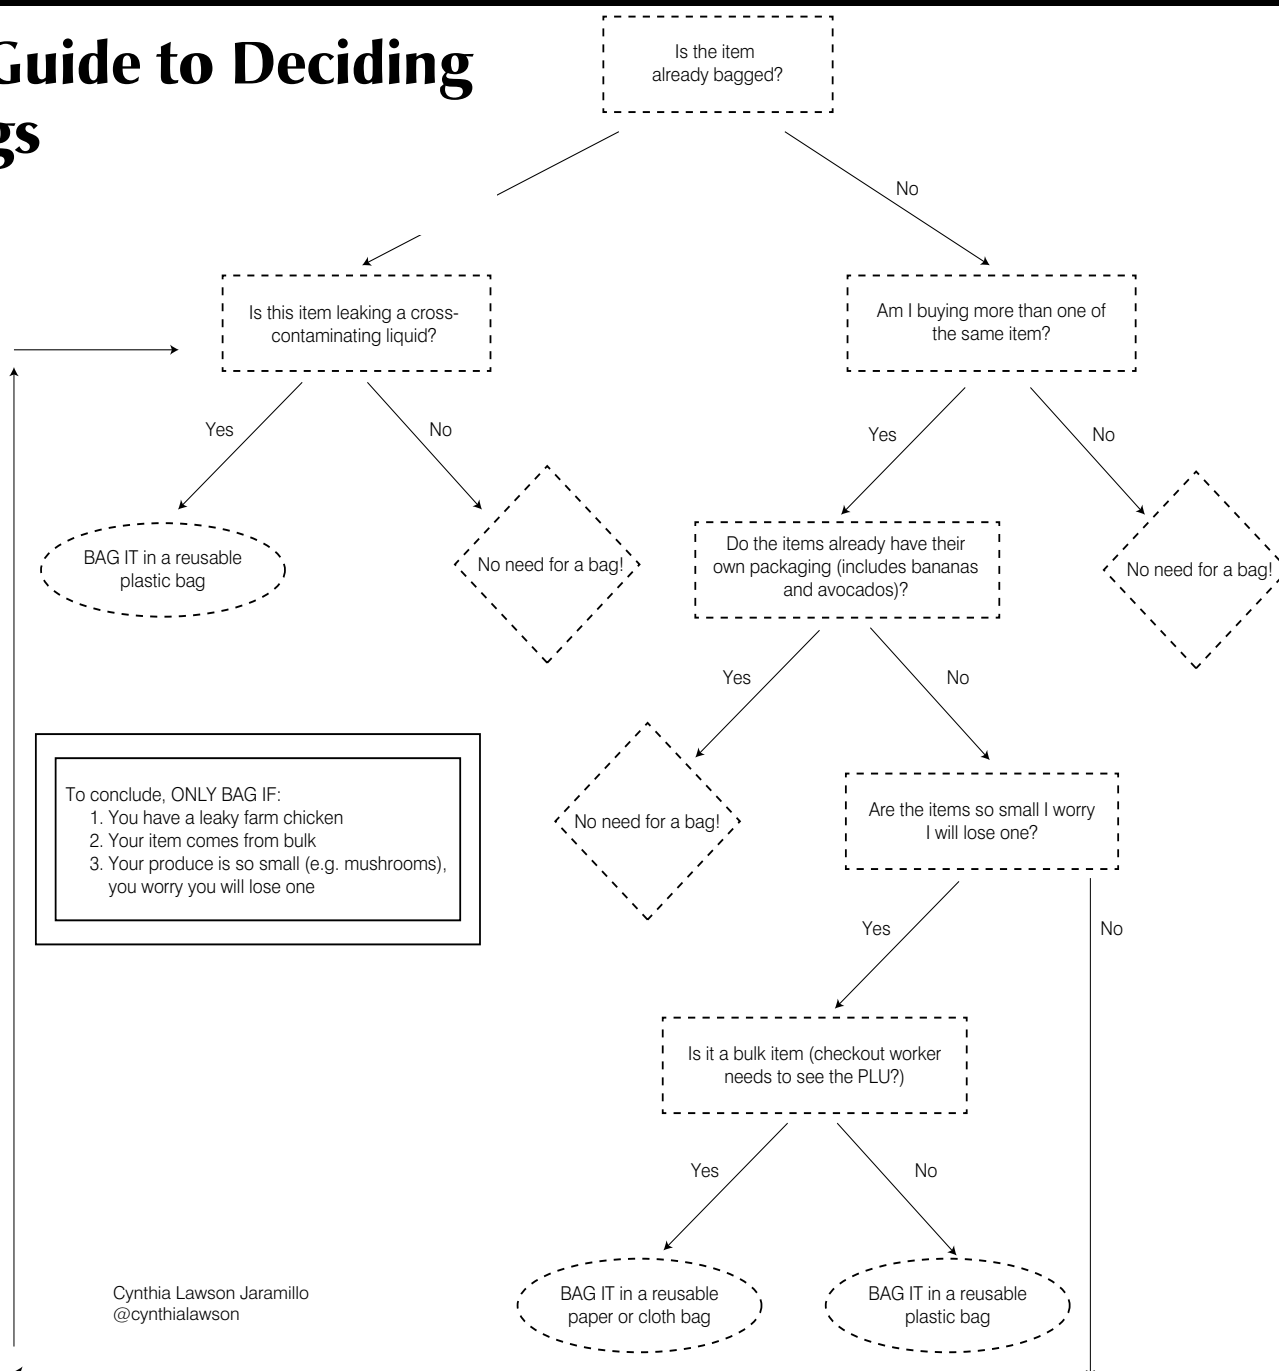 Guide to Deciding
gs
Is the item
already bagged?
No
Is this item leaking a cross-
contaminating liquid?
Am I buying more than one of
the same item?
Yes
No
Yes
No
BAG IT in a reusable
plastic bag
No need for a bag!
Do the items already have their
own packaging (includes bananas
and avocados)?
No need for a bag!
Yes
No
To conclude, ONLY BAG IF:
1. You have a leaky farm chicken
2. Your item comes from bulk
3. Your produce is so small (e.g. mushrooms),
you worry you will lose one
No need for a bag!
Are the items so small I worry
I will lose one?
Yes
No
Is it a bulk item (checkout worker
needs to see the PLU?)
Yes
No
BAG IT in a reusable
paper or cloth bag
BAG IT in a reusable
plastic bag
Cynthia Lawson Jaramillo
@cynthialawson